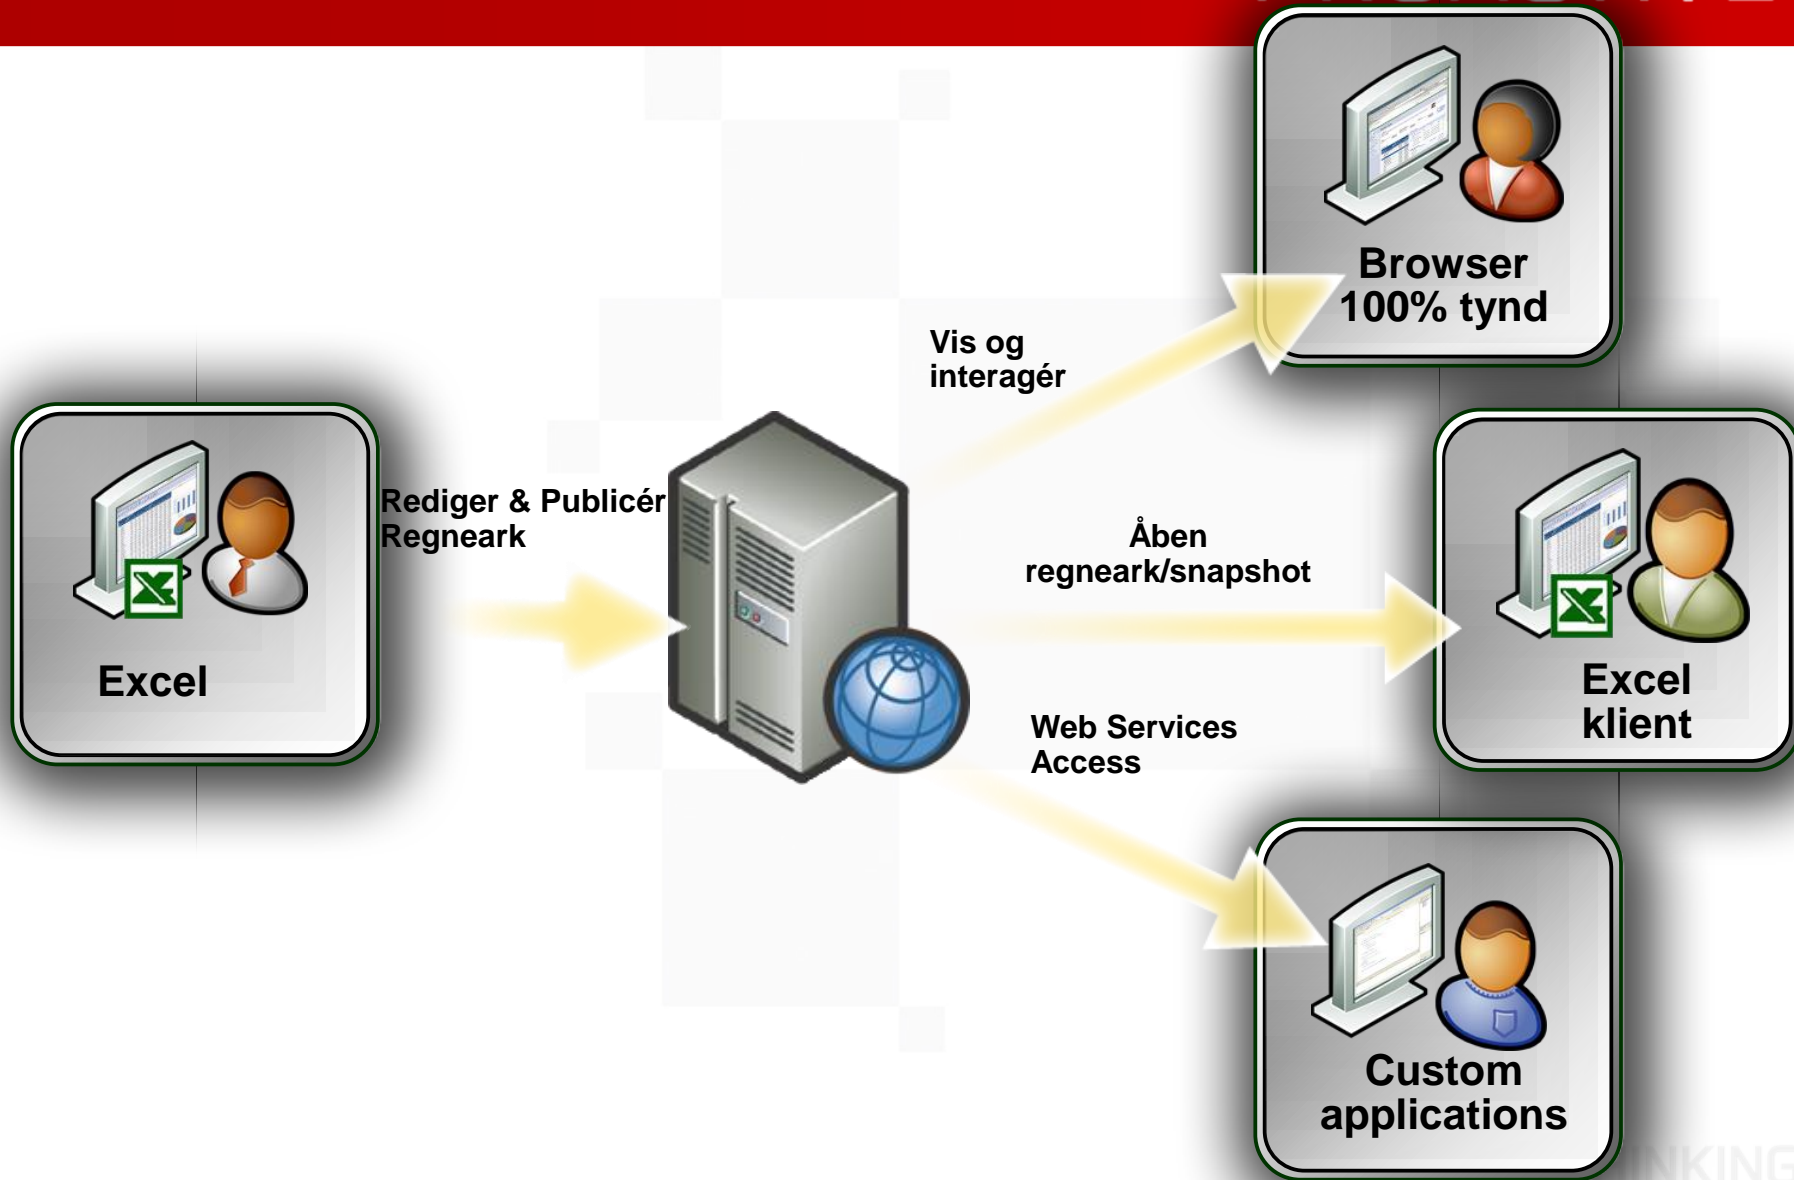 Browser
100% tynd
Vis og
interagér
Rediger & Publicér
Regneark
Åben
regneark/snapshot
Excel
Excel
klient
Web Services
Access
Custom
applications